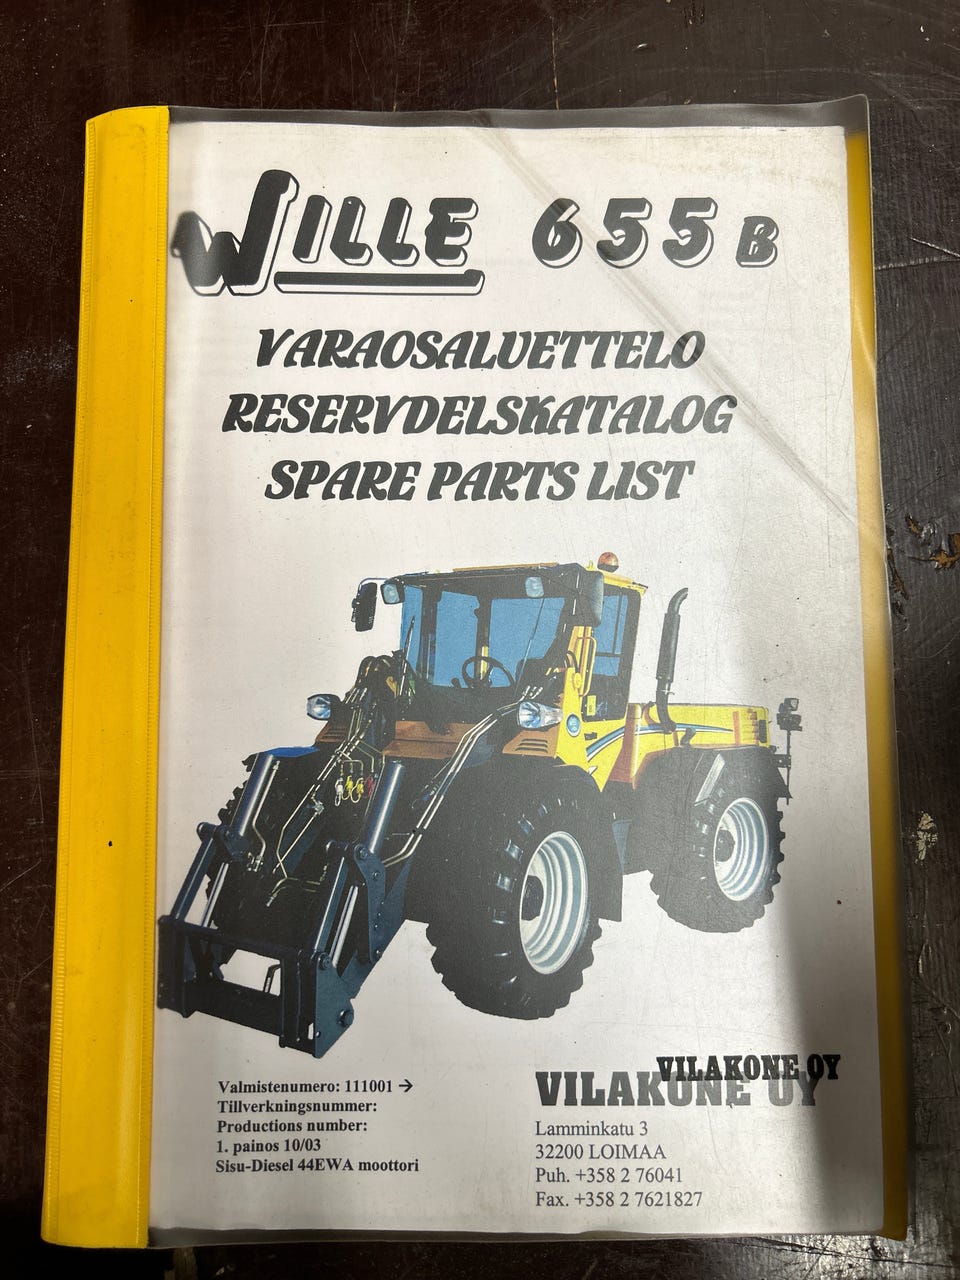 WILLE 655 B
VARAOSALUETTELO
RESERVDELSKATALOG
SPARE PARTS LIST
Valmistenumero: 111001 →
Tillverkningsnummer:
Productions number:
1. painos 10/03
Sisu-Diesel 44EWA moottori
VILAKONE OY
VILAKONE OY
Lamminkatu 3
32200 LOIMAA
Puh. +358 2 76041
Fax. +358 2 7621827